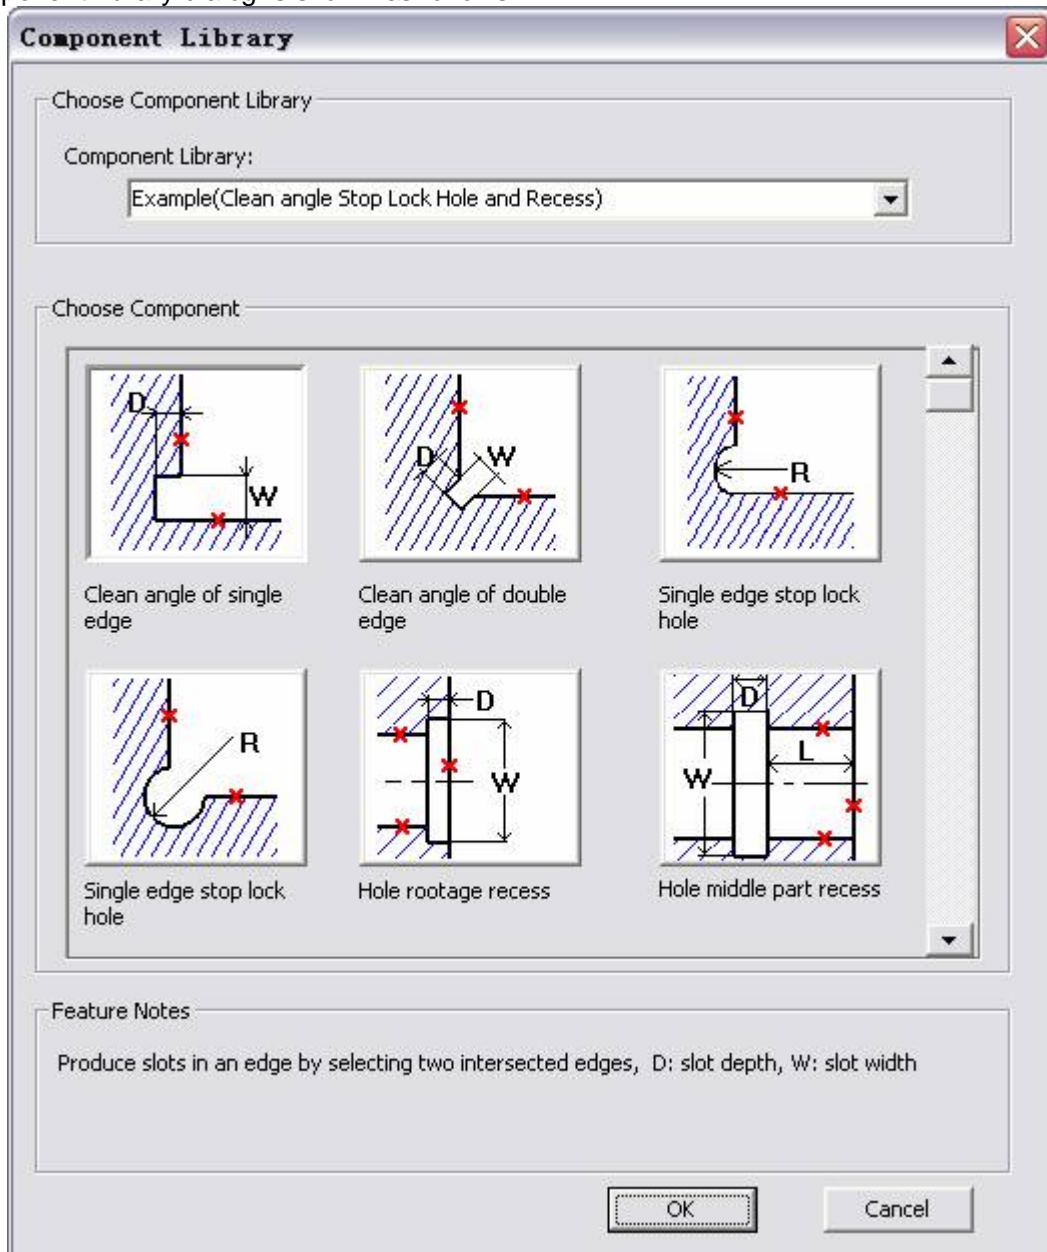 Component Library
Choose Component Library
Component Library:
Example(Clean angle Stop Lock Hole and Recess)
Choose Component
D
W
D
W
R
Clean angle of single
edge
Clean angle of double
edge
Single edge stop lock
hole
R
D
W
D
L
W
Single edge stop lock
hole
Hole rootage recess
Hole middle part recess
Feature Notes
Produce slots in an edge by selecting two intersected edges, D: slot depth, W: slot width
OK
Cancel